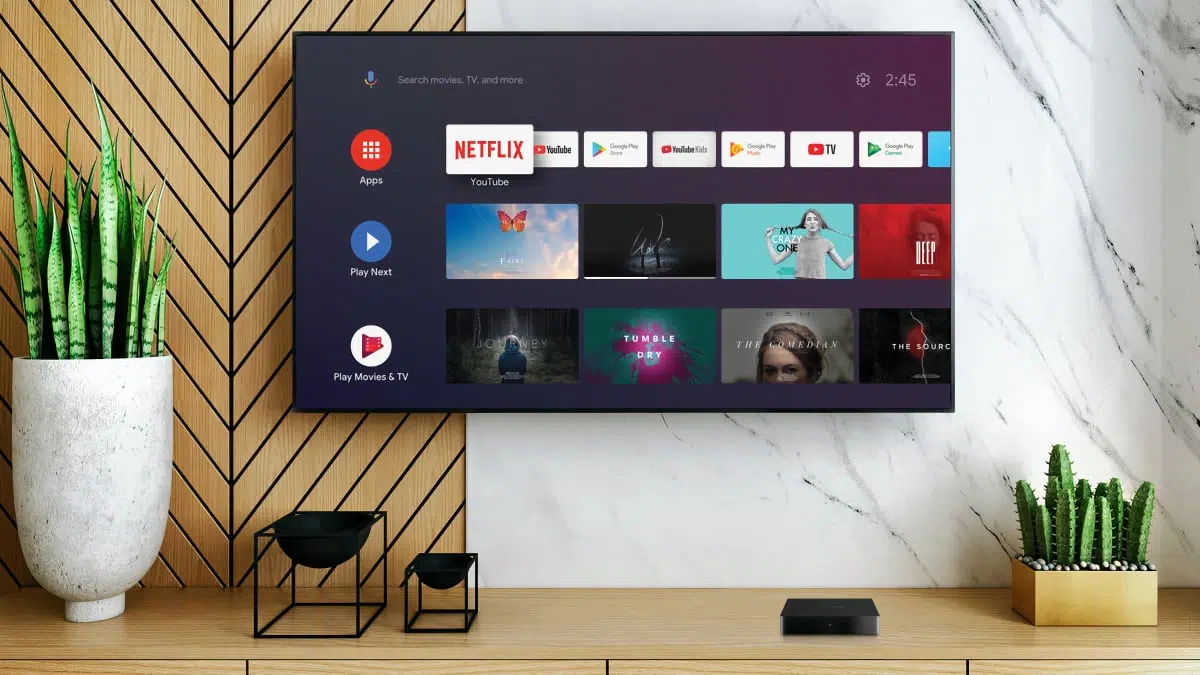 Search movies, TV, and more
2:45
Apps
NETFLIX
YouTube
Google Play
Store
YouTube Kids
Google Play
Music
TV
Google Play
Games
YouTube
Play Next
FAIRY
MY
CRAZY
ONE
DEEP
Play Movies & TV
JOURNEY
TUMBLE
DRY
THE COMEDIAN
THE SOURC